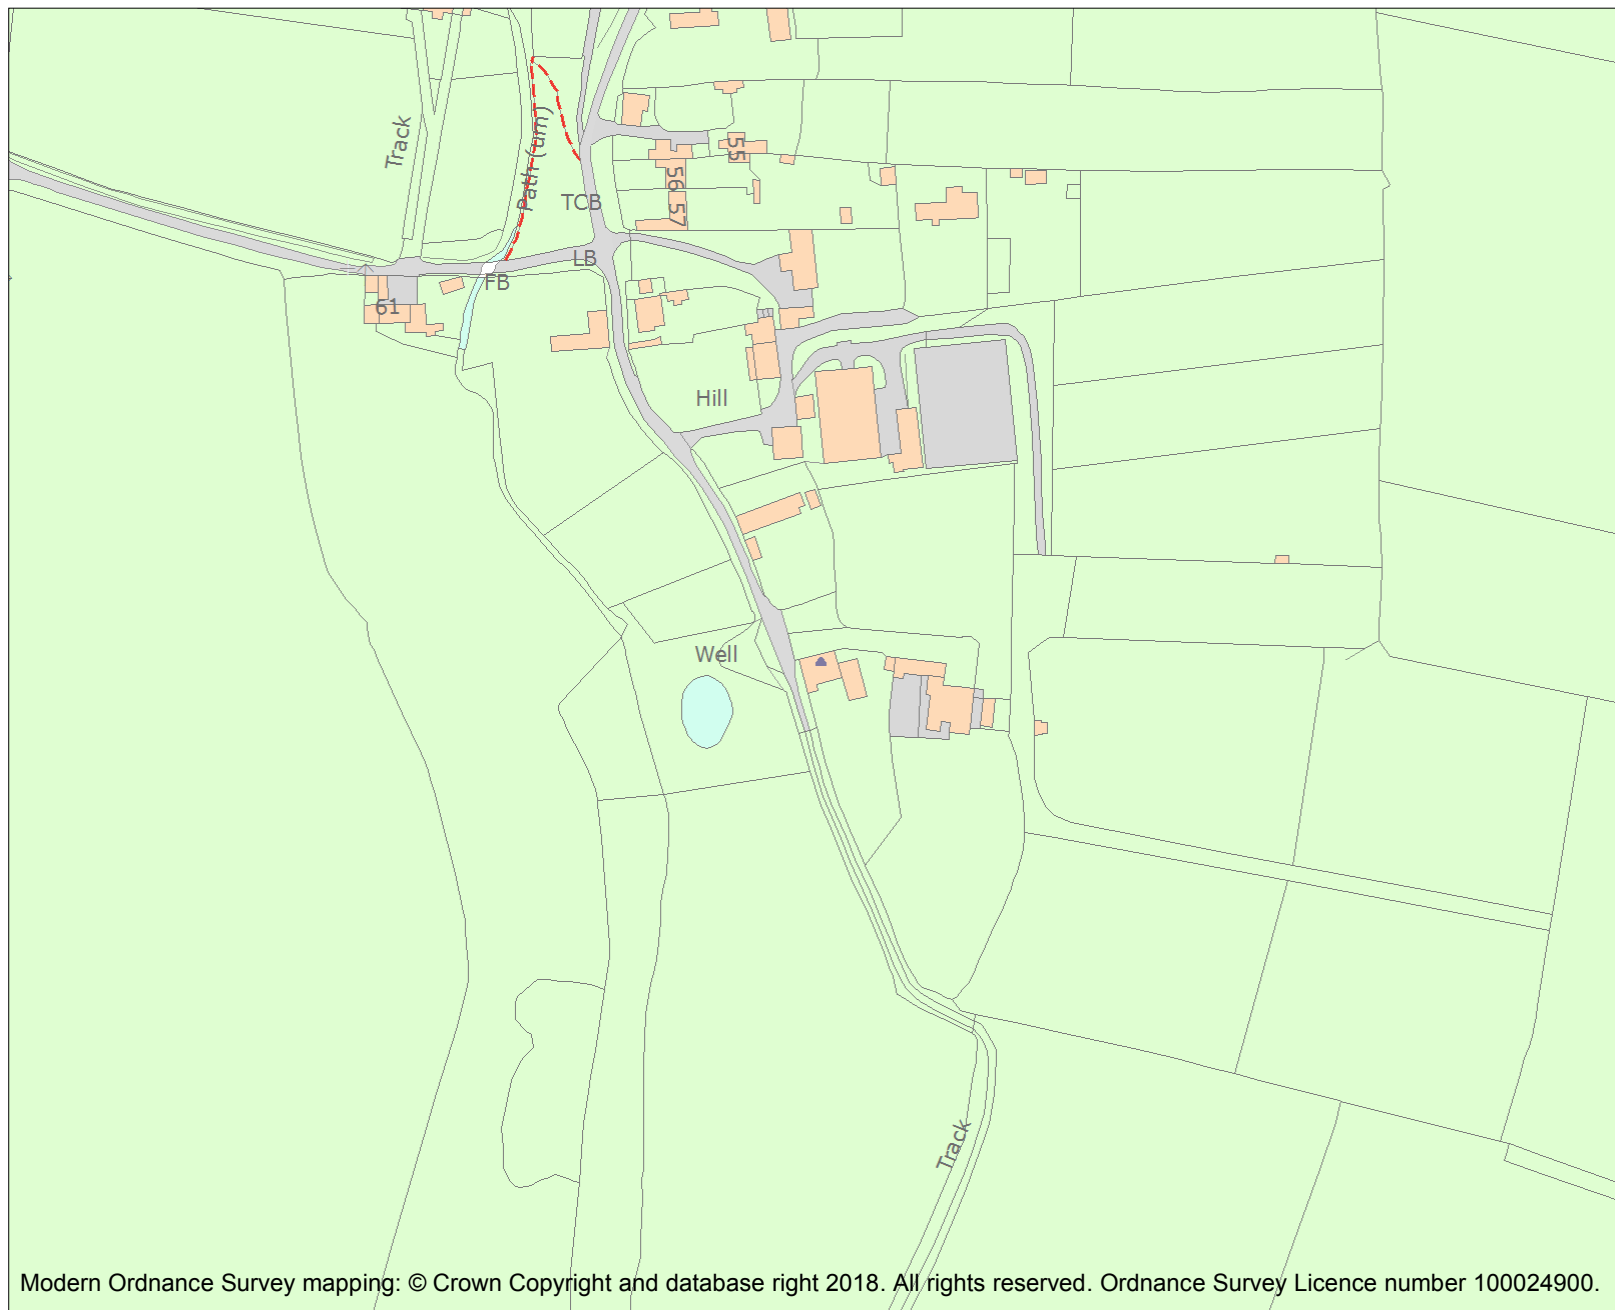 Track
Path (um)
55
56
57
TCB
LB
FB
61
Hill
Well
Track
Modern Ordnance Survey mapping: © Crown Copyright and database right 2018. All rights reserved. Ordnance Survey Licence number 100024900.